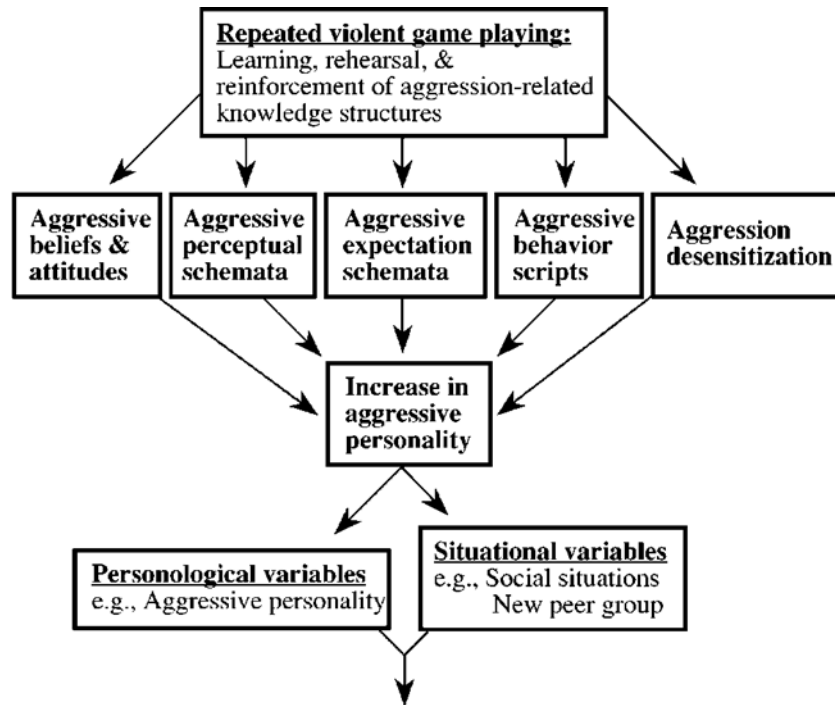 Repeated violent game playing:
Learning, rehearsal, &
reinforcement of aggression-related
knowledge structures
Aggressive
beliefs &
attitudes
Aggressive
perceptual
schemata
Aggressive
expectation
schemata
Aggressive
behavior
scripts
Aggression
desensitization
Increase in
aggressive
personality
Personological variables
e.g., Aggressive personality
Situational variables
e.g., Social situations
New peer group